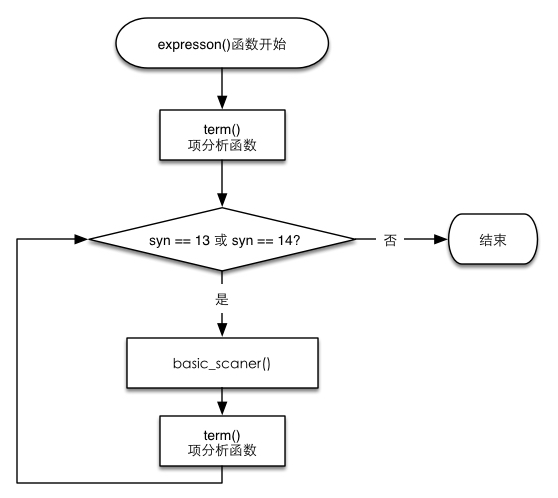 expresson()函数开始
term()
项分析函数
syn == 13 或 syn == 14?
否
结束
是
basic_scaner()
term()
项分析函数